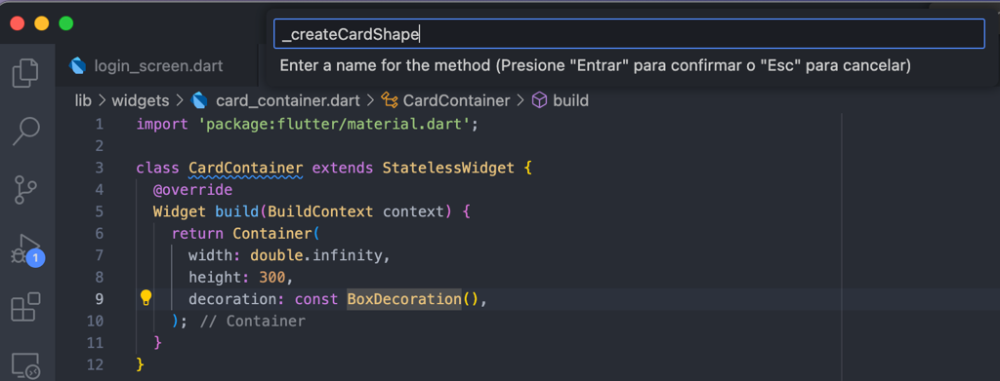 _createCardShape
Enter a name for the method (Presione "Entrar" para confirmar o "Esc" para cancelar)
login_screen.dart
lib > widgets > card_container.dart > CardContainer > build
1 import 'package:flutter/material.dart';
2
3 class CardContainer extends StatelessWidget {
4 @override
5 Widget build(BuildContext context) {
6 return Container(
7 width: double.infinity,
8 height: 300,
9 decoration: const BoxDecoration(),
10 ); // Container
11 }
12 }
1